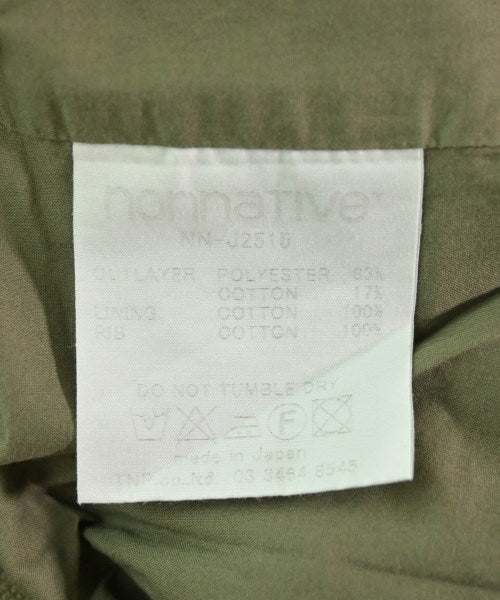 nonnative
NN-J2515
OUTLAYER POLYESTER 83%
COTTON 17%
LINING COTTON 100%
RIB COTTON 100%
DO NOT TUMBLE DRY
F
made in Japan
TNP.co.,ltd. 03 3464 8545